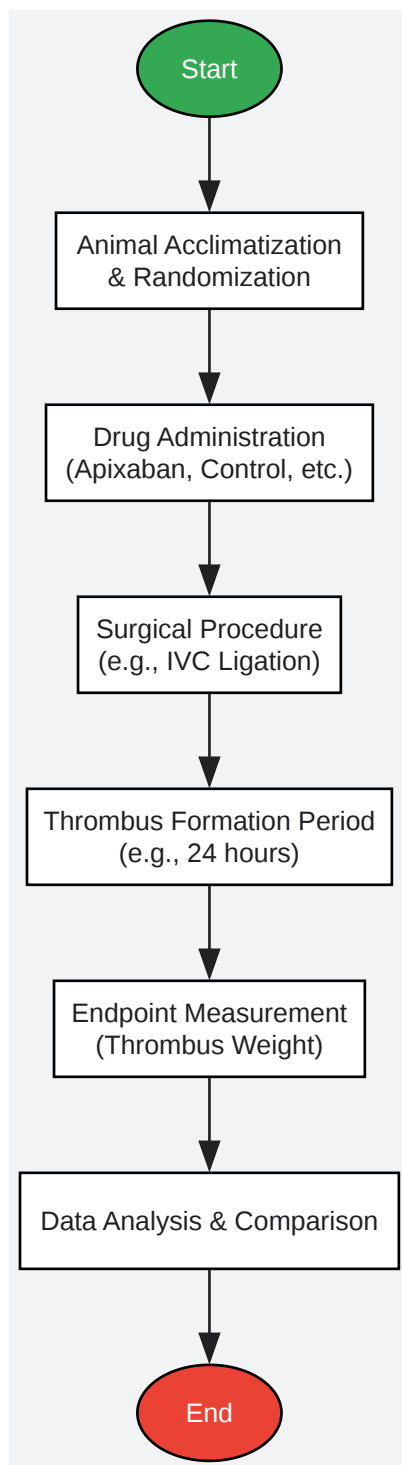 Start
Animal Acclimatization
& Randomization
Drug Administration
(Apixaban, Control, etc.)
Surgical Procedure
(e.g., IVC Ligation)
Thrombus Formation Period
(e.g., 24 hours)
Endpoint Measurement
(Thrombus Weight)
Data Analysis & Comparison
End